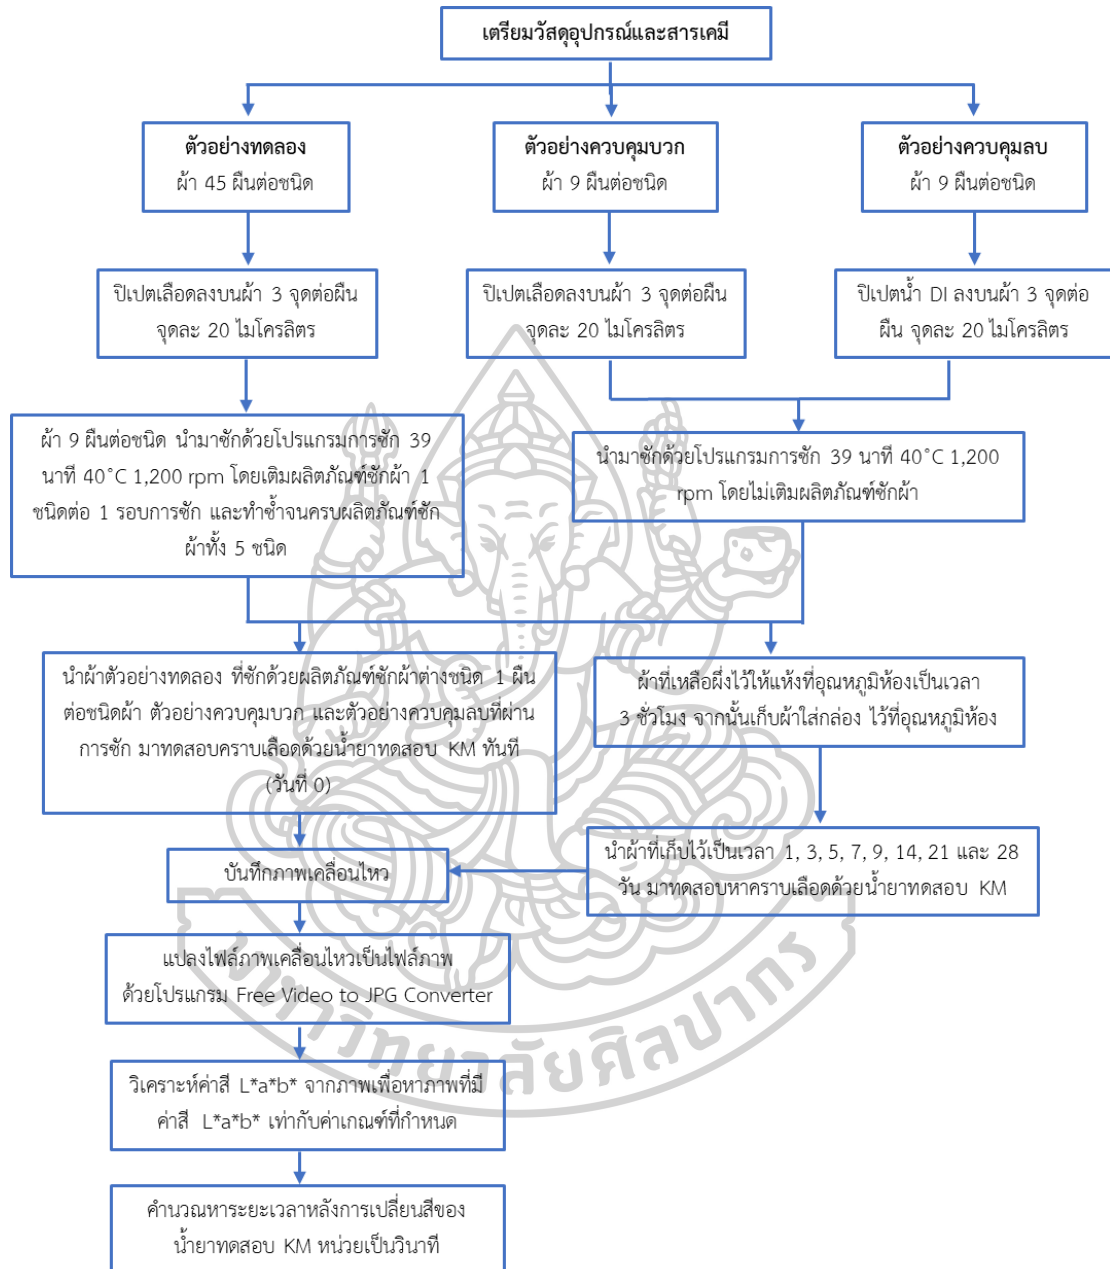 เตรียมวัสดุอุปกรณ์และสารเคมี
ตัวอย่างทดลอง
ผ้า 45 ผืนต่อชนิด
ตัวอย่างควบคุมบวก
ผ้า 9 ผืนต่อชนิด
ตัวอย่างควบคุมลบ
ผ้า 9 ผืนต่อชนิด
ปิเปตเลือดลงบนผ้า 3 จุดต่อผืน
จุดละ 20 ไมโครลิตร
ปิเปตเลือดลงบนผ้า 3 จุดต่อผืน
จุดละ 20 ไมโครลิตร
ปิเปตน้ำ DI ลงบนผ้า 3 จุดต่อ
ผืน จุดละ 20 ไมโครลิตร
ผ้า 9 ผืนต่อชนิด นำมาซักด้วยโปรแกรมการซัก 39
นาที 40°C 1,200 rpm โดยเติมผลิตภัณฑ์ซักผ้า 1
ชนิดต่อ 1 รอบการซัก และทำซ้ำจนครบผลิตภัณฑ์ซัก
ผ้าทั้ง 5 ชนิด
นำมาซักด้วยโปรแกรมการซัก 39 นาที 40°C 1,200
rpm โดยไม่เติมผลิตภัณฑ์ซักผ้า
นำผ้าตัวอย่างทดลอง ที่ซักด้วยผลิตภัณฑ์ซักผ้าต่างชนิด 1 ผืน
ต่อชนิดผ้า ตัวอย่างควบคุมบวก และตัวอย่างควบคุมลบที่ผ่าน
การซัก มาทดสอบคราบเลือดด้วยน้ำยาทดสอบ KM ทันที
(วันที่ 0)
ผ้าที่เหลือผึ่งไว้ให้แห้งที่อุณหภูมิห้องเป็นเวลา
3 ชั่วโมง จากนั้นเก็บผ้าใส่กล่อง ไว้ที่อุณหภูมิห้อง
นำผ้าที่เก็บไว้เป็นเวลา 1, 3, 5, 7, 9, 14, 21 และ 28
วัน มาทดสอบหาคราบเลือดด้วยน้ำยาทดสอบ KM
บันทึกภาพเคลื่อนไหว
แปลงไฟล์ภาพเคลื่อนไหวเป็นไฟล์ภาพ
ด้วยโปรแกรม Free Video to JPG Converter
มหาวิทยาลัยศิลปากร
วิเคราะห์ค่าสี L*a*b* จากภาพเพื่อหาภาพที่มี
ค่าสี L*a*b* เท่ากับค่าเกณฑ์ที่กำหนด
คำนวณหาระยะเวลาหลังการเปลี่ยนสีของ
น้ำยาทดสอบ KM หน่วยเป็นวินาที